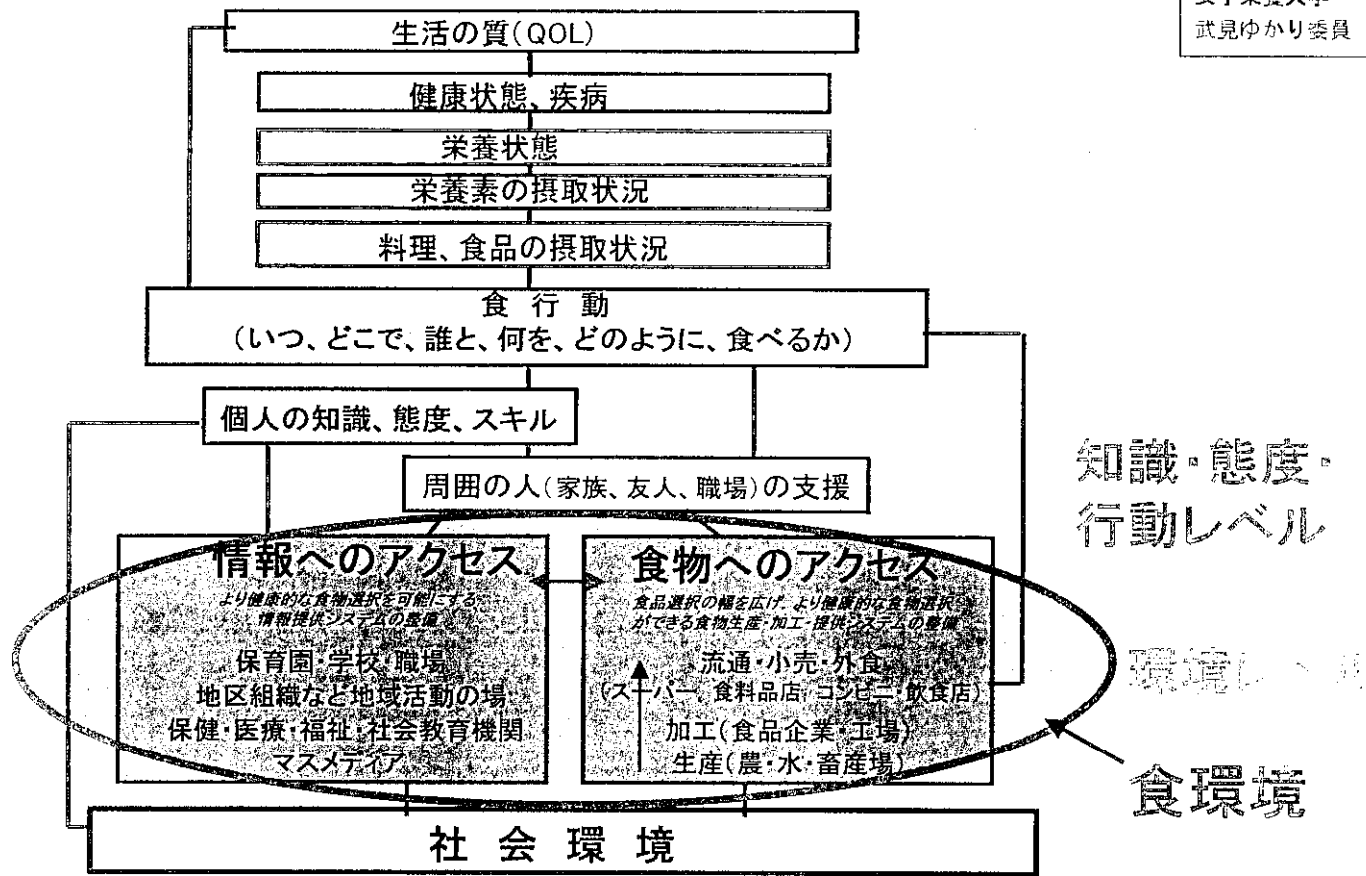 武見ゆかり委員
生活の質(QOL)
健康状態、疾病
栄養状態
栄養素の摂取状況
料理、食品の摂取状況
食行動
(いつ、どこで、誰と、何を、どのように、食べるか)
個人の知識、態度、スキル
周囲の人(家族、友人、職場)の支援
知識・態度・
行動レベル
情報へのアクセス
より健康的な食物選択を可能にする
情報提供システムの整備
保育園・学校・職場
地区組織など地域活動の場
保健・医療・福祉・社会教育機関
マスメディア
食物へのアクセス
食品選択の幅を広げ、より健康的な食物選択
ができる食物生産・加工・提供システムの整備
流通・小売・外食
(スーパー 食料品店 コンビニ・飲食店)
加工(食品企業・工場)
生産(農・水・畜産場)
環境レベル
食環境
社会環境